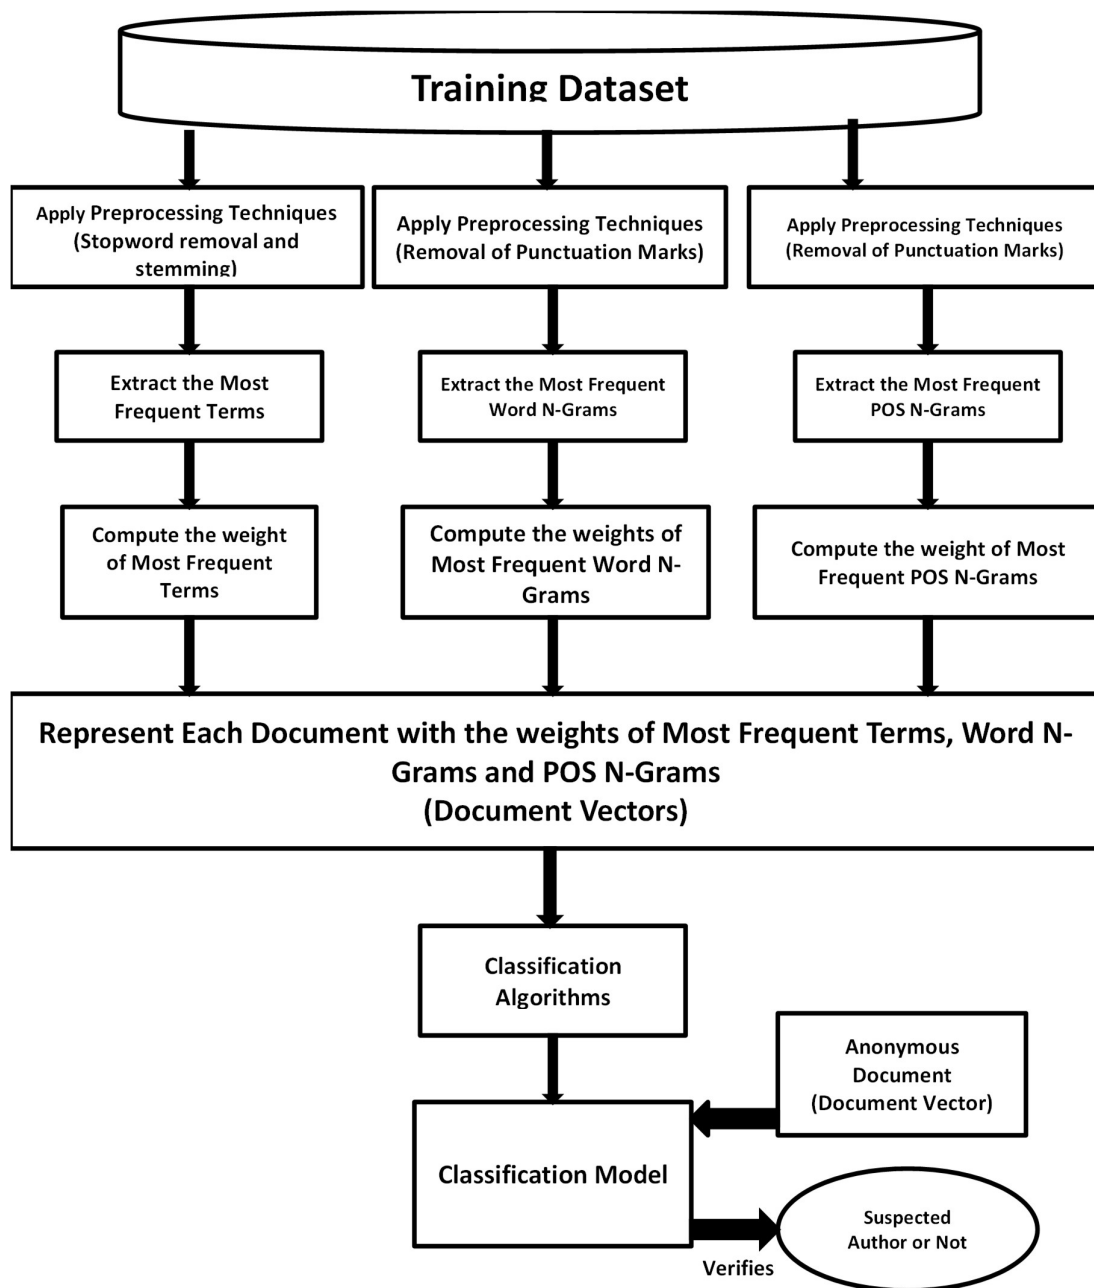 Training Dataset
Apply Preprocessing Techniques
(Stopword removal and
stemming)
Apply Preprocessing Techniques
(Removal of Punctuation Marks)
Apply Preprocessing Techniques
(Removal of Punctuation Marks)
Extract the Most
Frequent Terms
Extract the Most Frequent
Word N-Grams
Extract the Most Frequent
POS N-Grams
Compute the weight
of Most Frequent
Terms
Compute the weights of
Most Frequent Word N-
Grams
Compute the weight of Most
Frequent POS N-Grams
Represent Each Document with the weights of Most Frequent Terms, Word N-
Grams and POS N-Grams
(Document Vectors)
Classification
Algorithms
Anonymous
Document
(Document Vector)
Classification Model
Suspected
Author or Not
Verifies